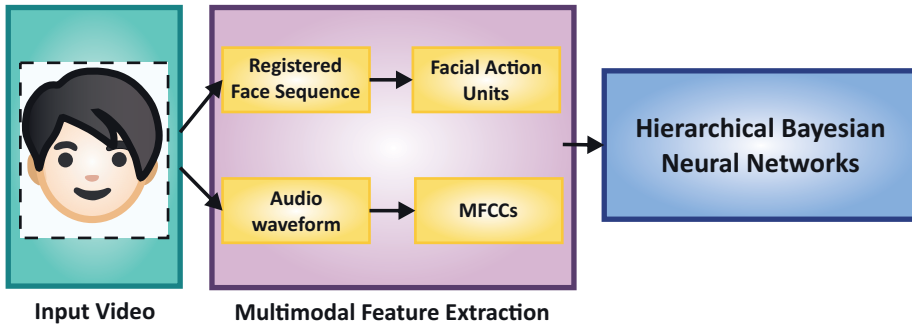 Registered
Face Sequence
Facial Action
Units
Audio
waveform
MFCCs
Hierarchical Bayesian
Neural Networks
Input Video
Multimodal Feature Extraction